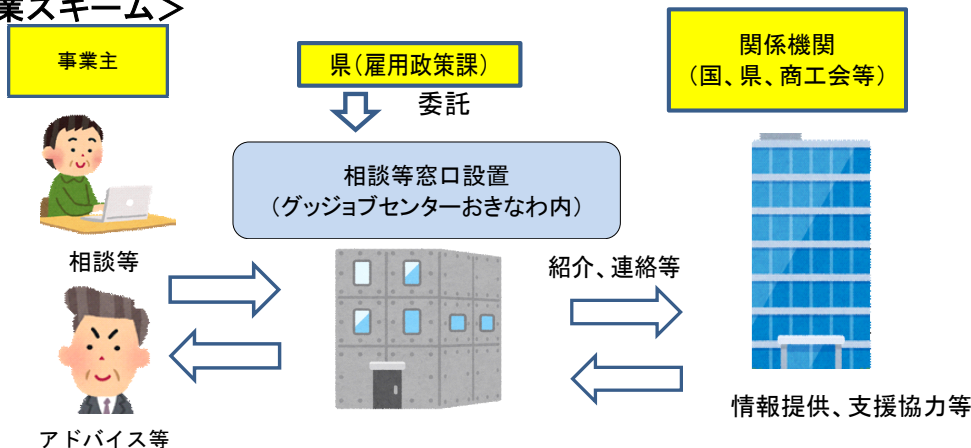 業スキーム＞
事業主
県（雇用政策課）
関係機関
（国、県、商工会等）
委託
相談等窓口設置
（グッジョブセンターおきなわ内）
相談等
紹介、連絡等
情報提供、支援協力等
アドバイス等